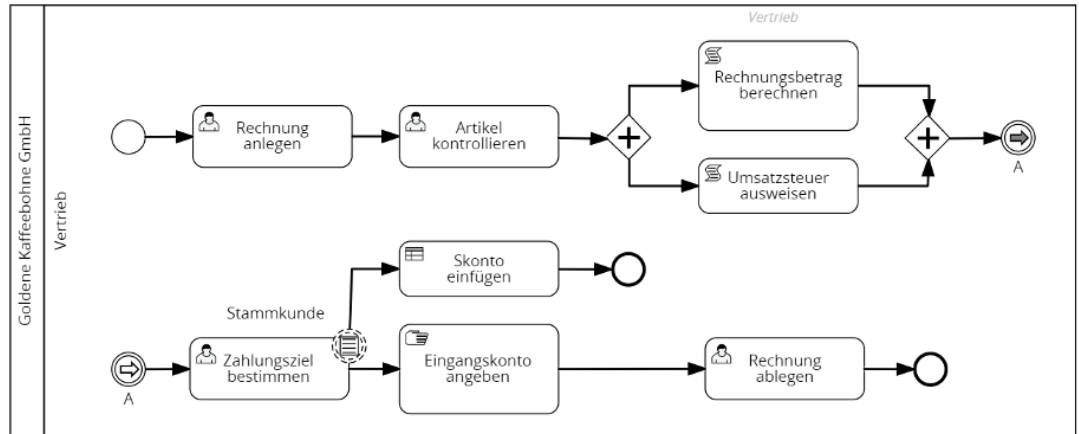 Goldene Kaffeebohne GmbH
Vertrieb
Vertrieb
Rechnung
anlegen
Artikel
kontrollieren
Rechnungsbetrag
berechnen
Umsatzsteuer
ausweisen
A
Skonto
einfügen
Stammkunde
A
Zahlungsziel
bestimmen
Eingangskonto
angeben
Rechnung
ablegen